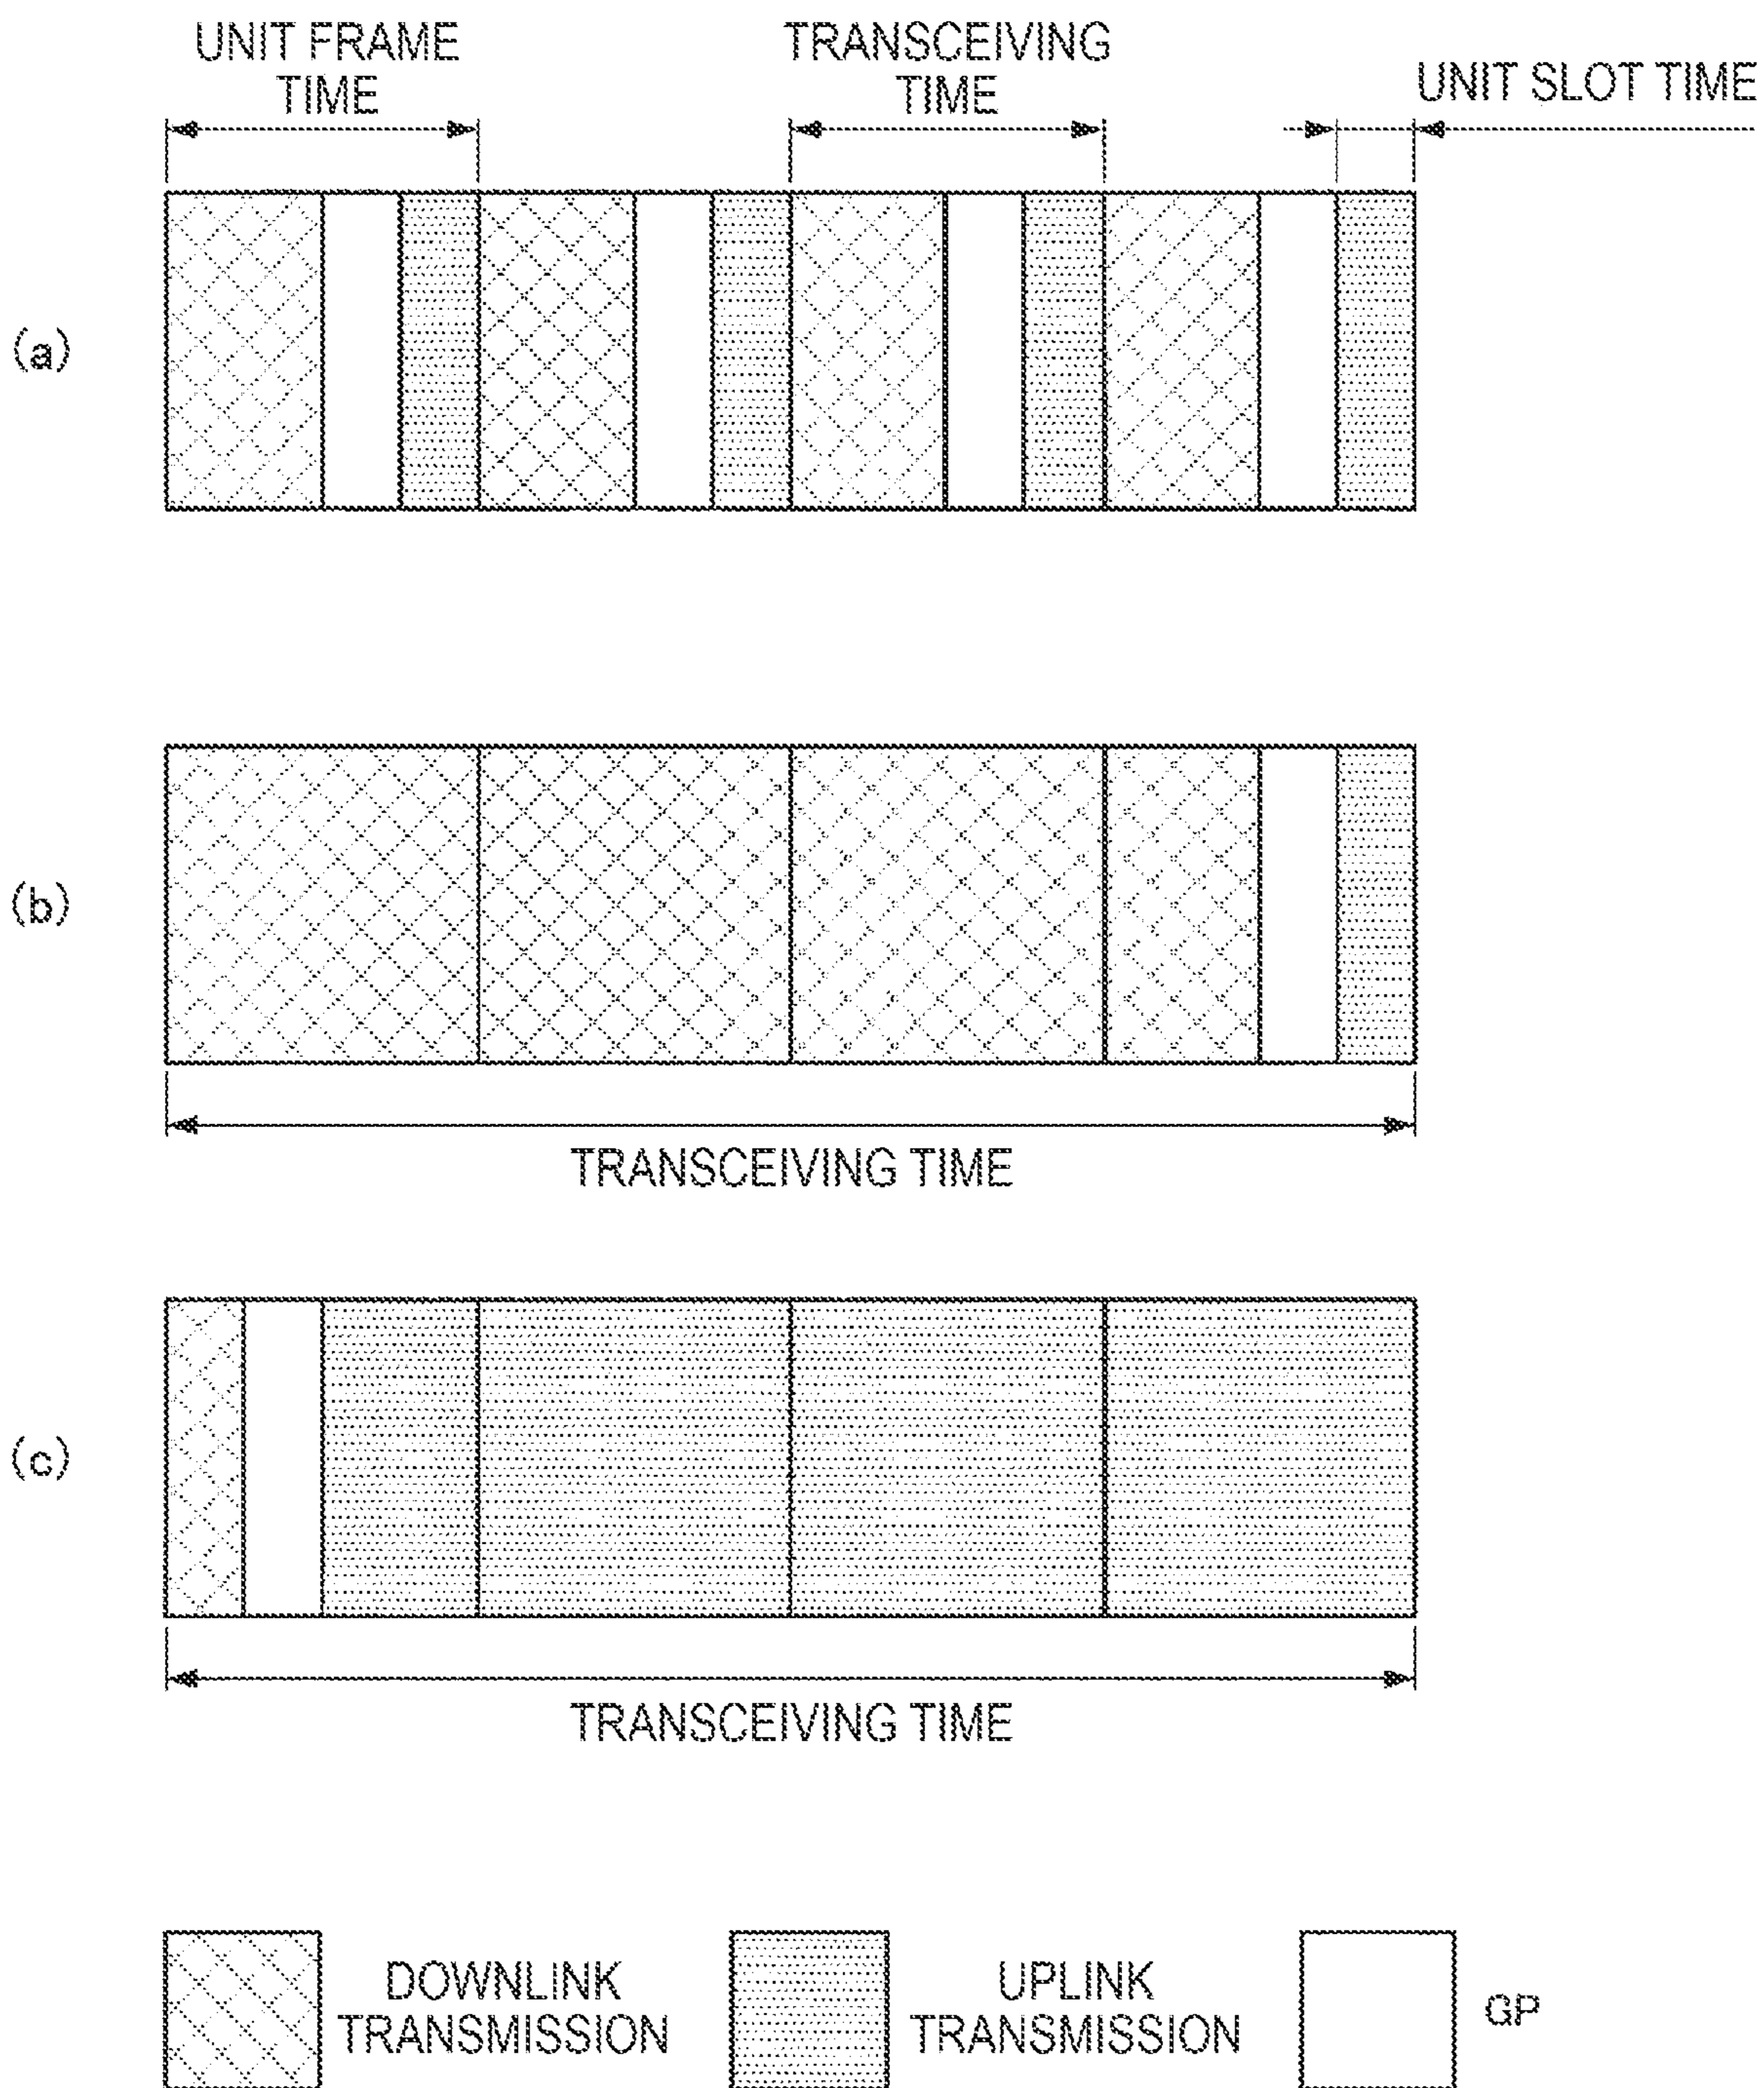 UNIT FRAME
TIME
TRANSCEIVING
TIME
UNIT SLOT TIME
(a)
(b)
TRANSCEIVING TIME
(c)
TRANSCEIVING TIME
DOWNLINK
TRANSMISSION
UPLINK
TRANSMISSION
GP